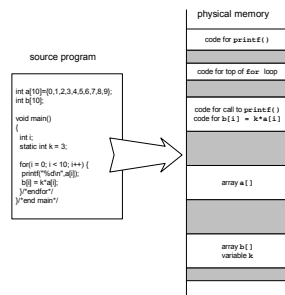 physical memory
code for printf()
source program
code for top of for loop
int a[10]={0,1,2,3,4,5,6,7,8,9};
int b[10];
void main()
{
int i;
static int k = 3;
for(i = 0; i < 10; i++) {
printf("%d\n",a[i]);
b[i] = k*a[i];
}/*endfor*/
}/*end main*/
code for call to printf()
code for b[i] = k*a[i]
array a[]
array b[]
variable k